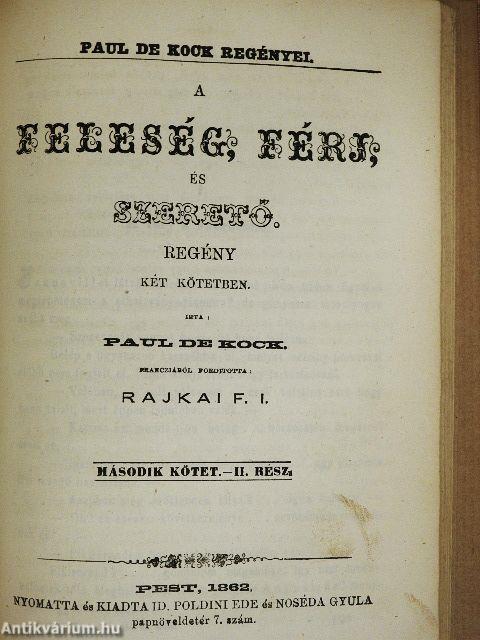 PAUL DE KOCK REGÉNYEI.
A
FELESÉG, FÉRJ,
ÉS
SZERETŐ.
REGÉNY
KÉT KÖTETBEN.
IRTA:
PAUL DE KOCK.
FRANCZIÁBÓL FORDITOTTA:
RAJKAI F. I.
MÁSODIK KÖTET.—II. RÉSZ.
PEST, 1862.
NYOMATTA és KIADTA ID. POLDINI EDE és NOSÉDA GYULA
papnöveldetér 7. szám.
Antikvárium.hu